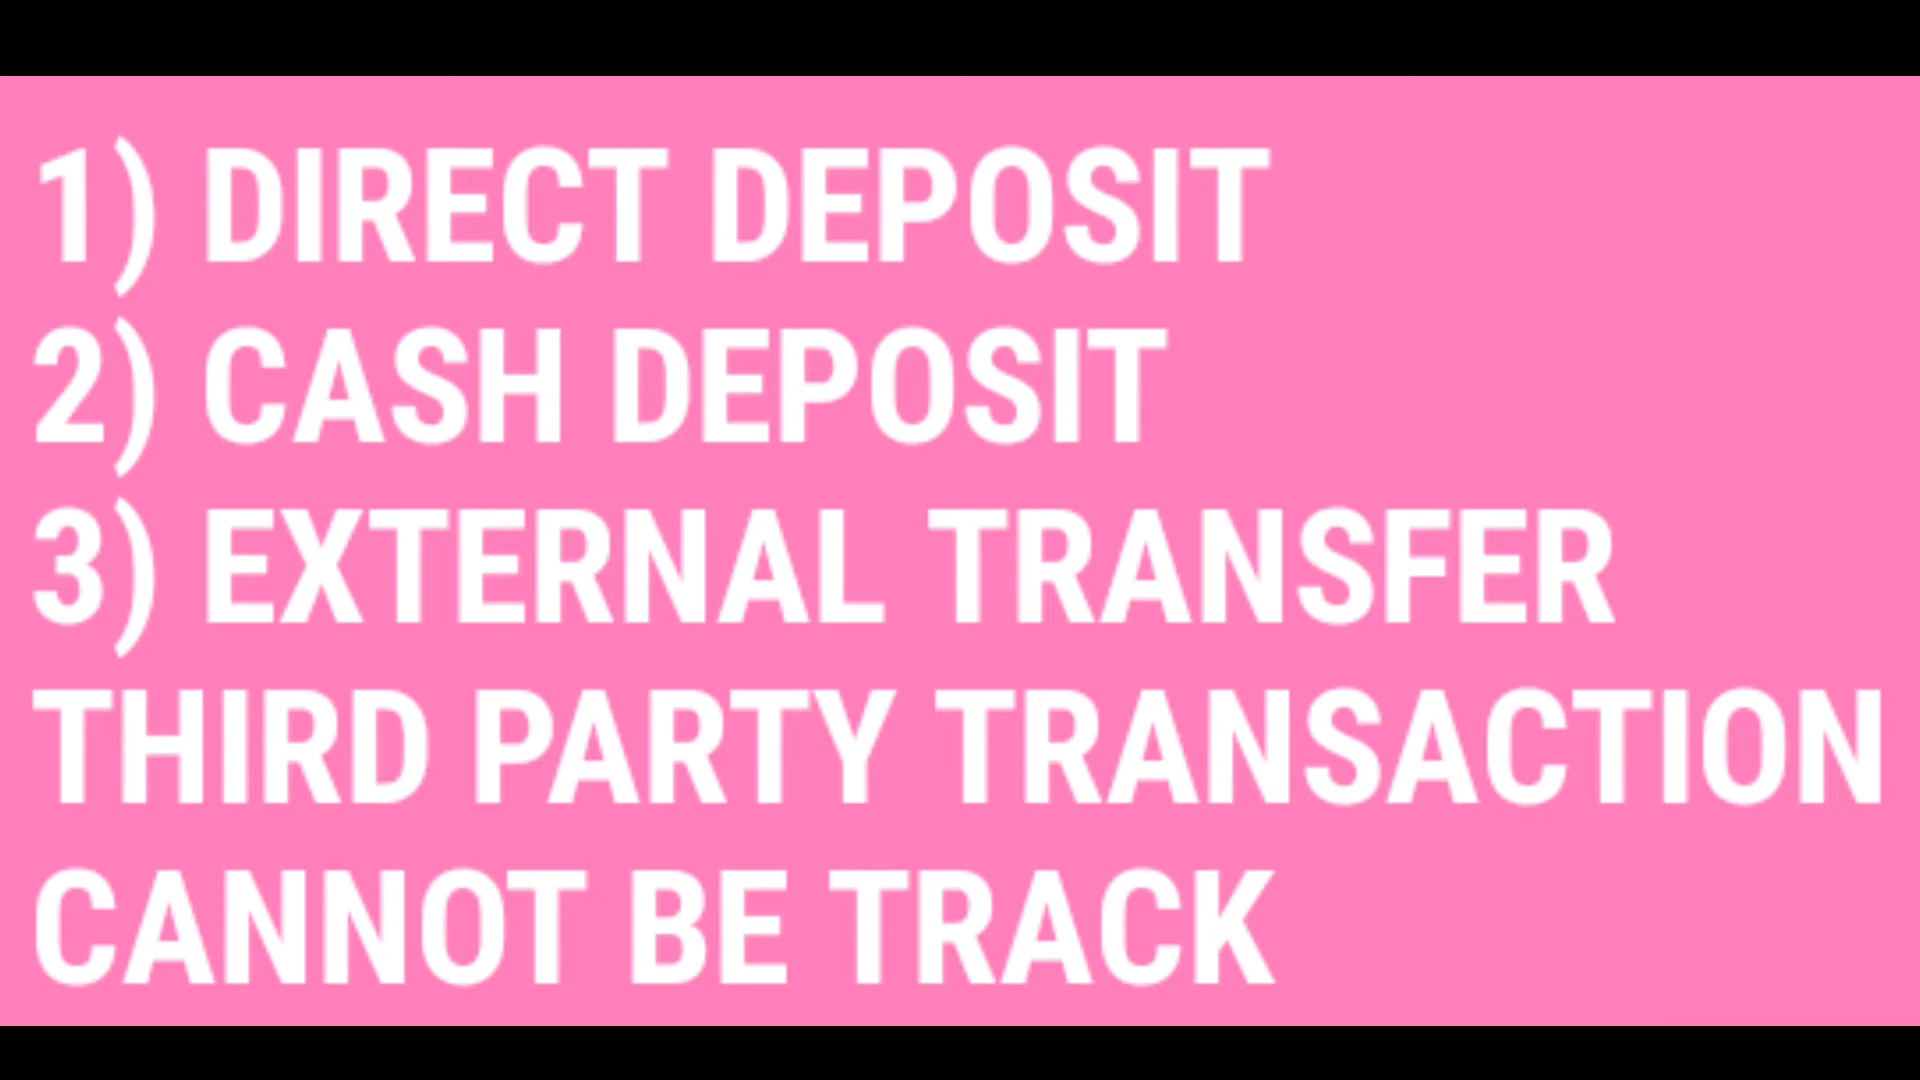 1) DIRECT DEPOSIT
2) CASH DEPOSIT
3) EXTERNAL TRANSFER
THIRD PARTY TRANSACTION
CANNOT BE TRACK